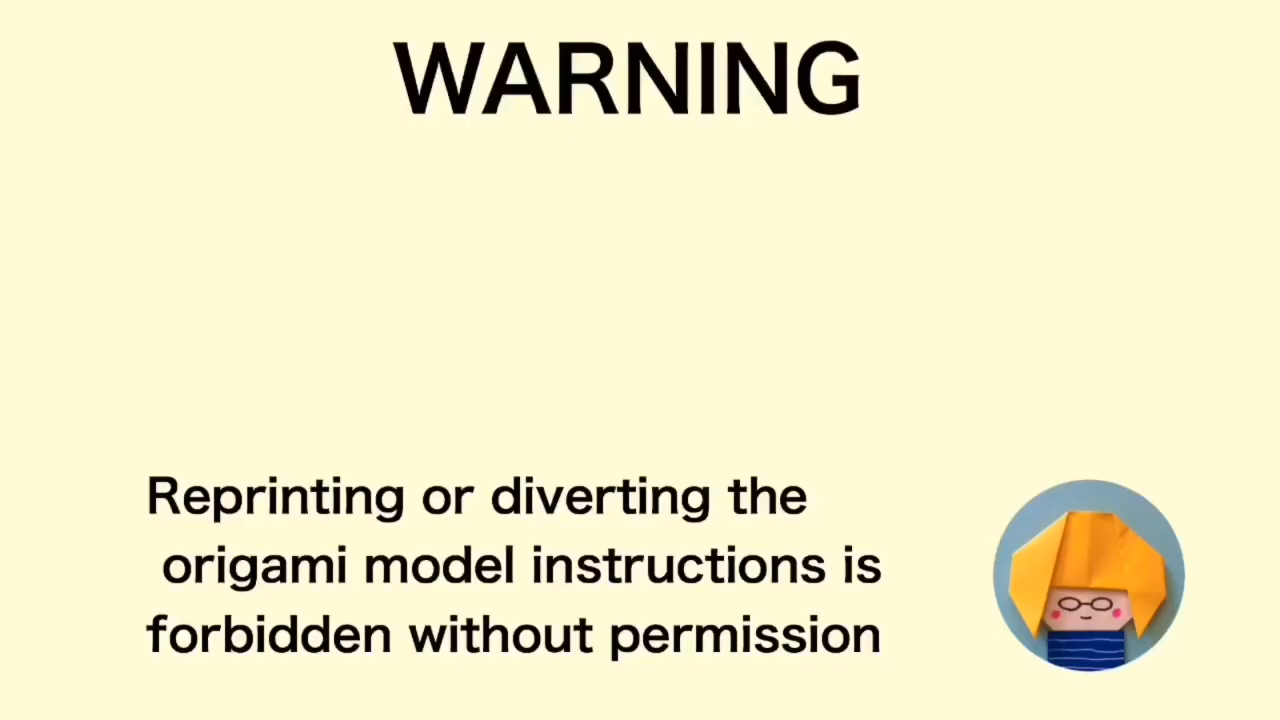 WARNING
Reprinting or diverting the
origami model instructions is
forbidden without permission